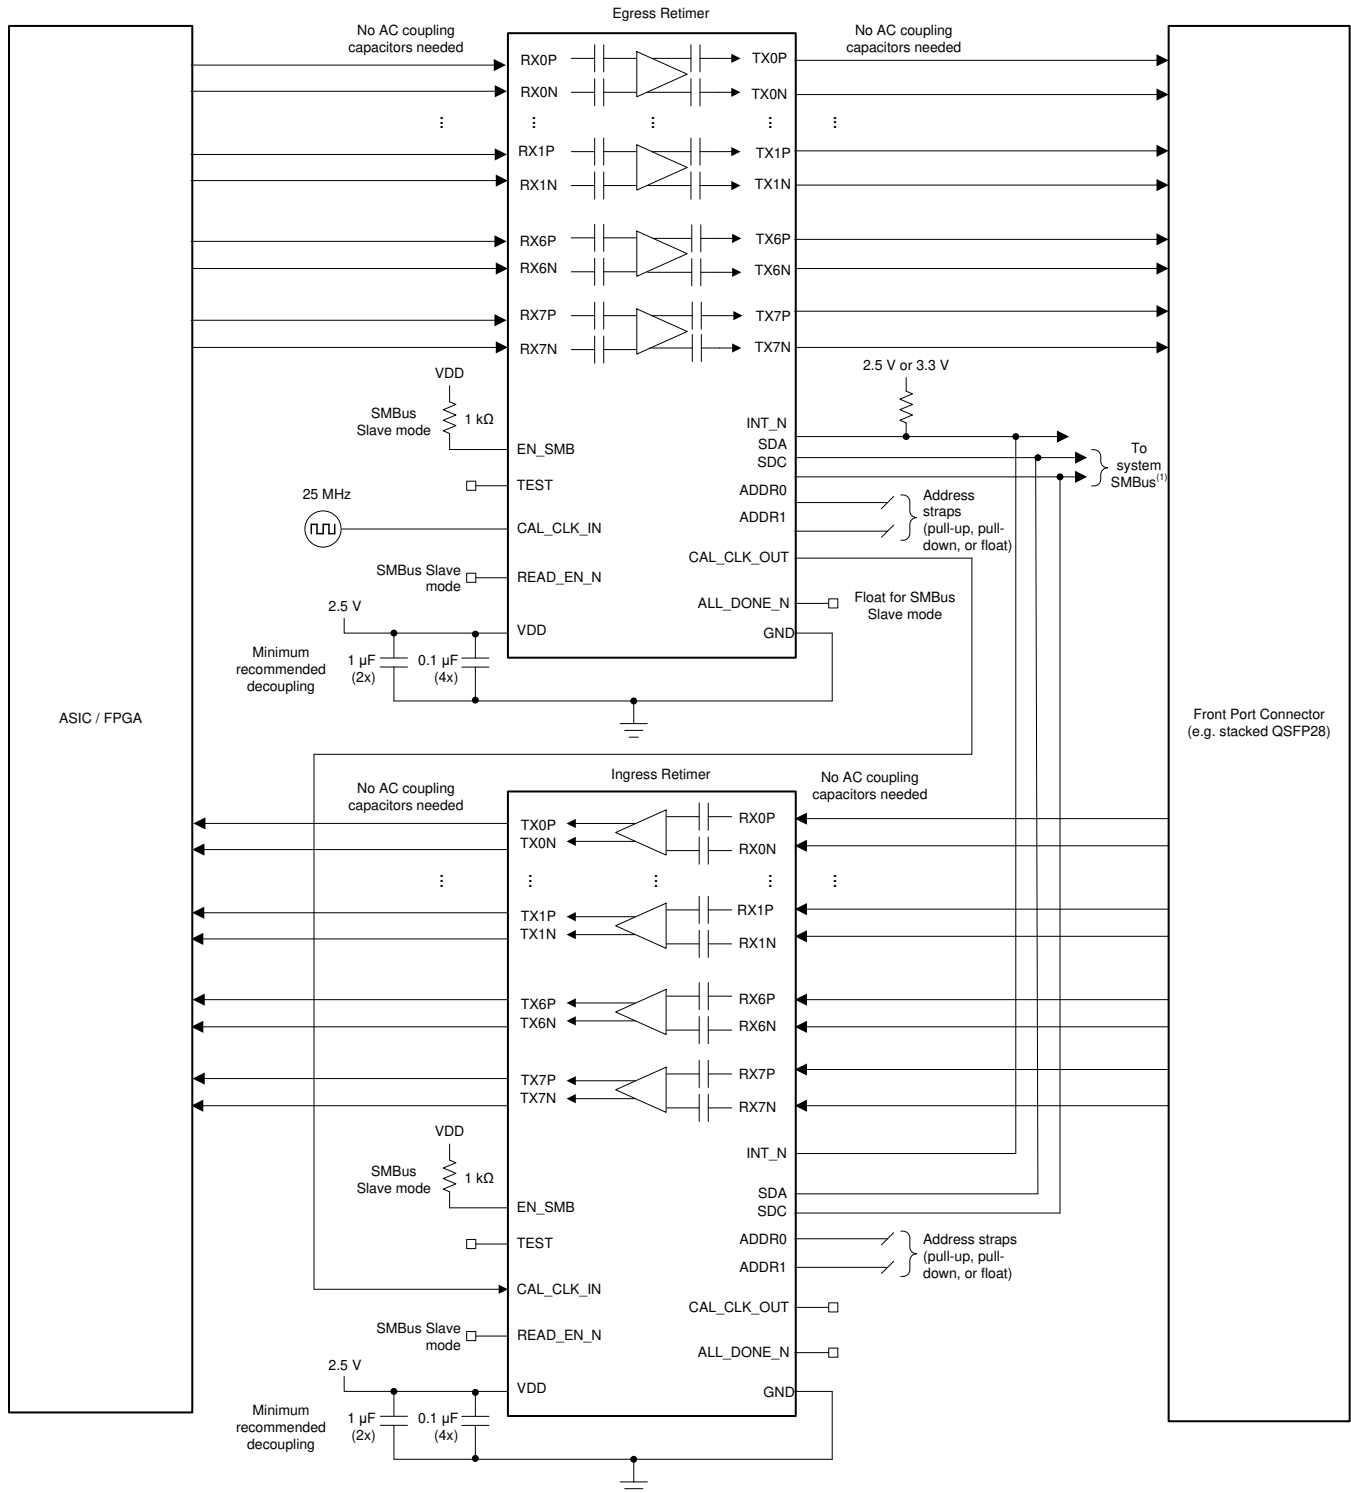 Egress Retimer
No AC coupling
capacitors needed
No AC coupling
capacitors needed
RX0P
TX0P
RX0N
TX0N
⋮ ⋮ ⋮ ⋮ ⋮
RX1P
TX1P
RX1N
TX1N
RX6P
TX6P
RX6N
TX6N
RX7P
TX7P
RX7N
TX7N
VDD
SMBus
Slave mode
1 kΩ
EN_SMB
TEST
25 MHz
CAL_CLK_IN
SMBus Slave
mode
READ_EN_N
2.5 V
VDD
Minimum
recommended
decoupling
1 µF
(2x)
0.1 µF
(4x)
2.5 V or 3.3 V
INT_N
SDA
SDC
To
system
SMBus(1)
ADDR0
ADDR1
Address
straps
(pull-up, pull-
down, or float)
CAL_CLK_OUT
ALL_DONE_N
Float for SMBus
Slave mode
GND
ASIC / FPGA
Front Port Connector
(e.g. stacked QSFP28)
Ingress Retimer
No AC coupling
capacitors needed
No AC coupling
capacitors needed
TX0P
RX0P
TX0N
RX0N
⋮ ⋮ ⋮ ⋮ ⋮
TX1P
RX1P
TX1N
RX1N
TX6P
RX6P
TX6N
RX6N
TX7P
RX7P
TX7N
RX7N
VDD
SMBus
Slave mode
1 kΩ
EN_SMB
TEST
CAL_CLK_IN
SMBus Slave
mode
READ_EN_N
2.5 V
VDD
Minimum
recommended
decoupling
1 µF
(2x)
0.1 µF
(4x)
INT_N
SDA
SDC
ADDR0
ADDR1
Address straps
(pull-up, pull-
down, or float)
CAL_CLK_OUT
ALL_DONE_N
GND